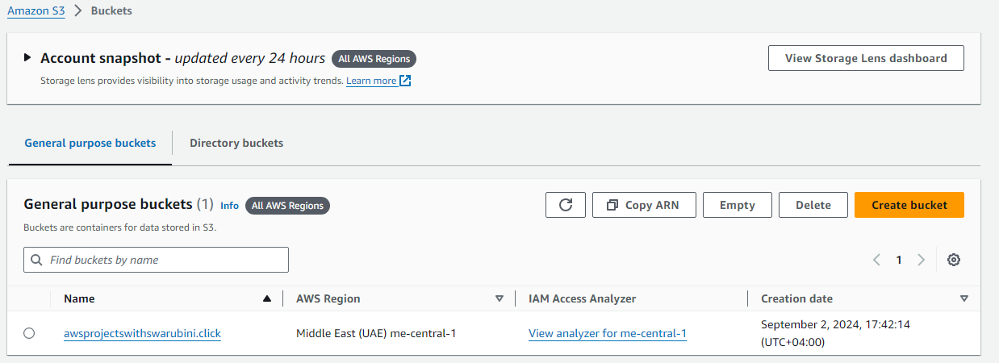 Amazon S3 > Buckets
Account snapshot - updated every 24 hours All AWS Regions
View Storage Lens dashboard
Storage lens provides visibility into storage usage and activity trends. Learn more
General purpose buckets
Directory buckets
General purpose buckets (1) Info All AWS Regions
Copy ARN
Empty
Delete
Create bucket
Buckets are containers for data stored in S3.
Find buckets by name
1
Name
AWS Region
IAM Access Analyzer
Creation date
awsprojectswithswarubini.click
Middle East (UAE) me-central-1
View analyzer for me-central-1
September 2, 2024, 17:42:14
(UTC+04:00)